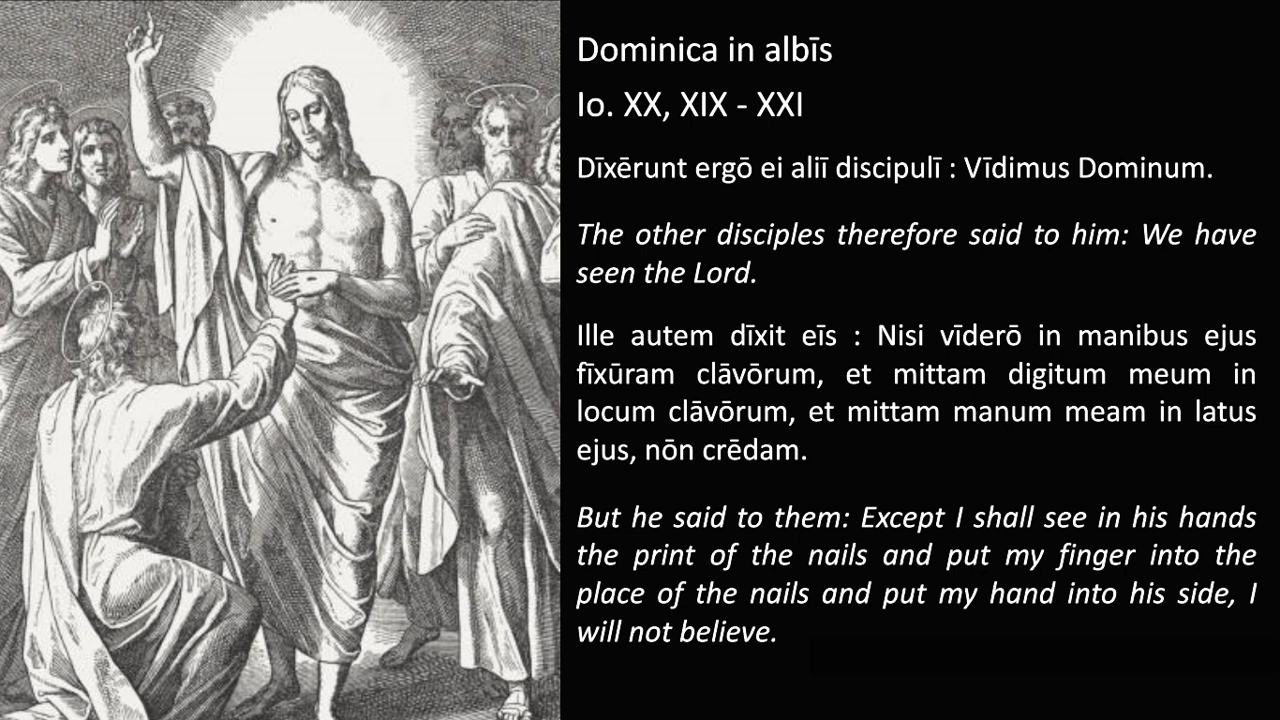 Dominica in albīs
Io. XX, XIX - XXI
Dīxērunt ergō ei aliī discipulī : Vīdimus Dominum.
The other disciples therefore said to him: We have
seen the Lord.
Ille autem dīxit eīs : Nisi vīderō in manibus ejus
fīxūram clāvōrum, et mittam digitum meum in
locum clāvōrum, et mittam manum meam in latus
ejus, nōn crēdam.
But he said to them: Except I shall see in his hands
the print of the nails and put my finger into the
place of the nails and put my hand into his side, I
will not believe.